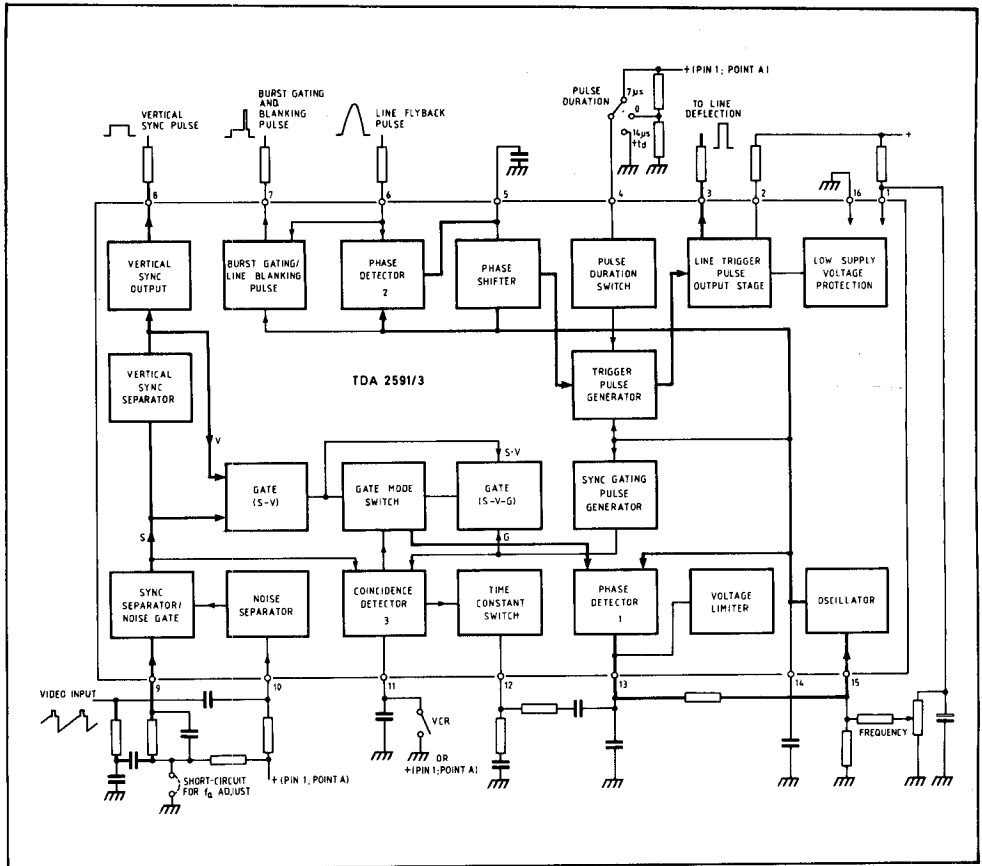 VERTICAL
SYNC PULSE
BURST GATING
AND
BLANKING
PULSE
LINE FLYBACK
PULSE
PULSE
DURATION
7µs
0
14µs
+td
+(PIN 1; POINT A)
TO LINE
DEFLECTION
+
8
7
6
5
4
3
2
16
1
VERTICAL
SYNC
OUTPUT
BURST GATING/
LINE BLANKING
PULSE
PHASE
DETECTOR
2
PHASE
SHIFTER
PULSE
DURATION
SWITCH
LINE TRIGGER
PULSE
OUTPUT STAGE
LOW SUPPLY
VOLTAGE
PROTECTION
VERTICAL
SYNC
SEPARATOR
TDA 2591/3
TRIGGER
PULSE
GENERATOR
V
S-V
GATE
(S-V)
GATE MODE
SWITCH
GATE
(S-V-G)
SYNC GATING
PULSE
GENERATOR
S
G
SYNC
SEPARATOR/
NOISE GATE
NOISE
SEPARATOR
COINCIDENCE
DETECTOR
3
TIME
CONSTANT
SWITCH
PHASE
DETECTOR
1
VOLTAGE
LIMITER
OSCILLATOR
9
10
11
12
13
14
15
VIDEO INPUT
VCR
OR
+(PIN 1; POINT A)
FREQUENCY
+(PIN 1; POINT A)
SHORT-CIRCUIT
FOR fo ADJUST